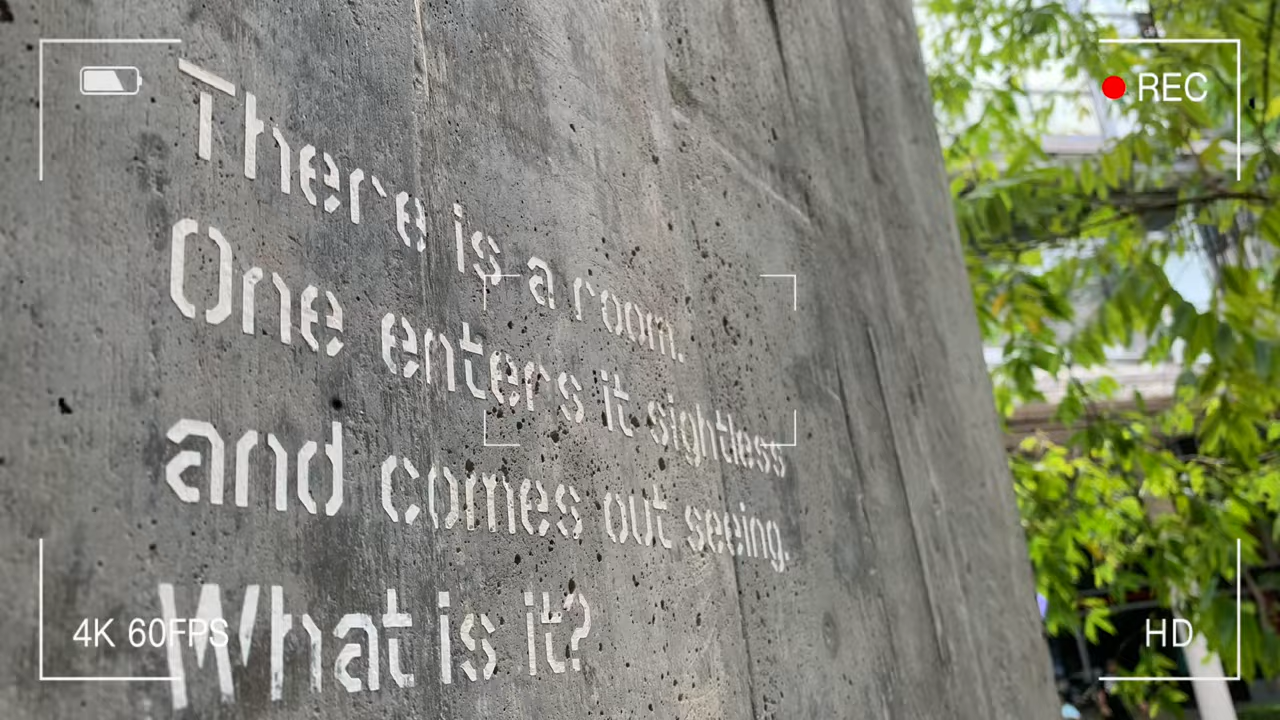 REC
There is a room.
One enters it sightless
and comes out seeing.
What is it?
4K 60FPS
HD